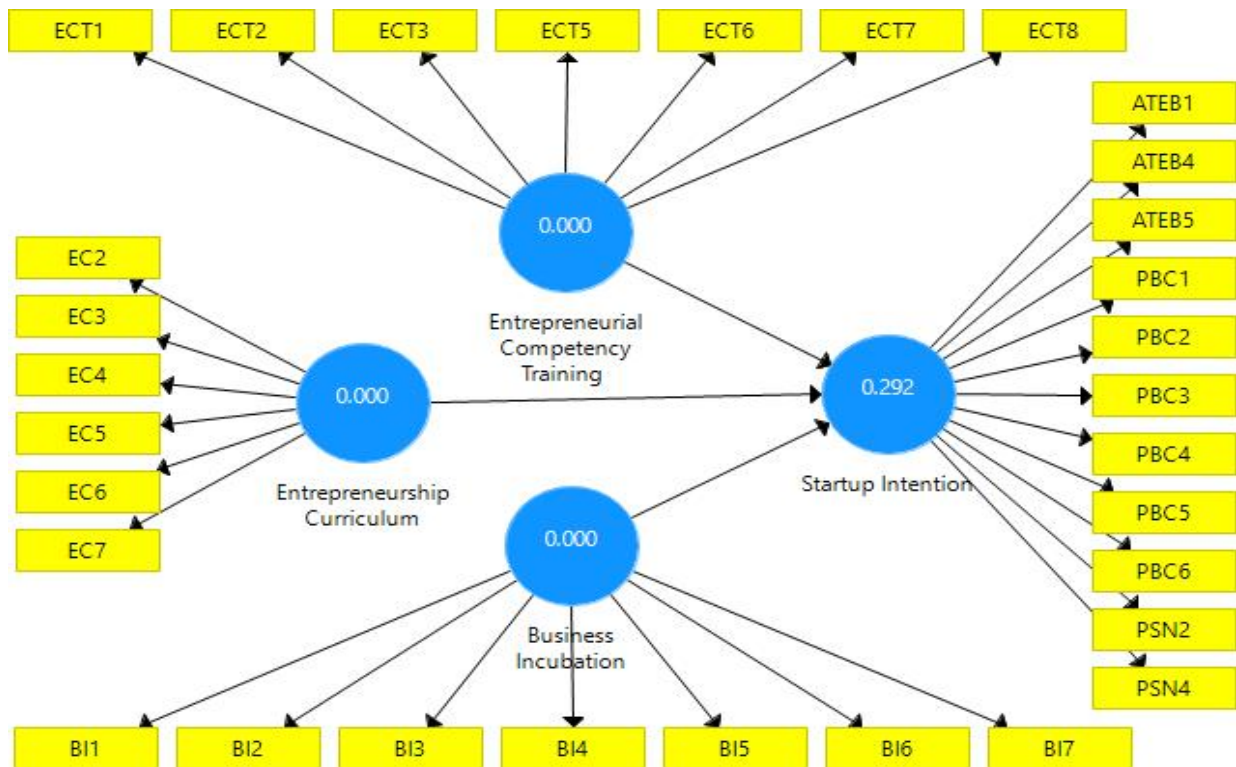 ECT1
ECT2
ECT3
ECT5
ECT6
ECT7
ECT8
ATEB1
ATEB4
ATEB5
PBC1
PBC2
PBC3
PBC4
PBC5
PBC6
PSN2
PSN4
0.000
Entrepreneurial
Competency
Training
EC2
EC3
EC4
EC5
EC6
EC7
0.000
Entrepreneurship
Curriculum
0.292
Startup Intention
0.000
Business
Incubation
BI1
BI2
BI3
BI4
BI5
BI6
BI7